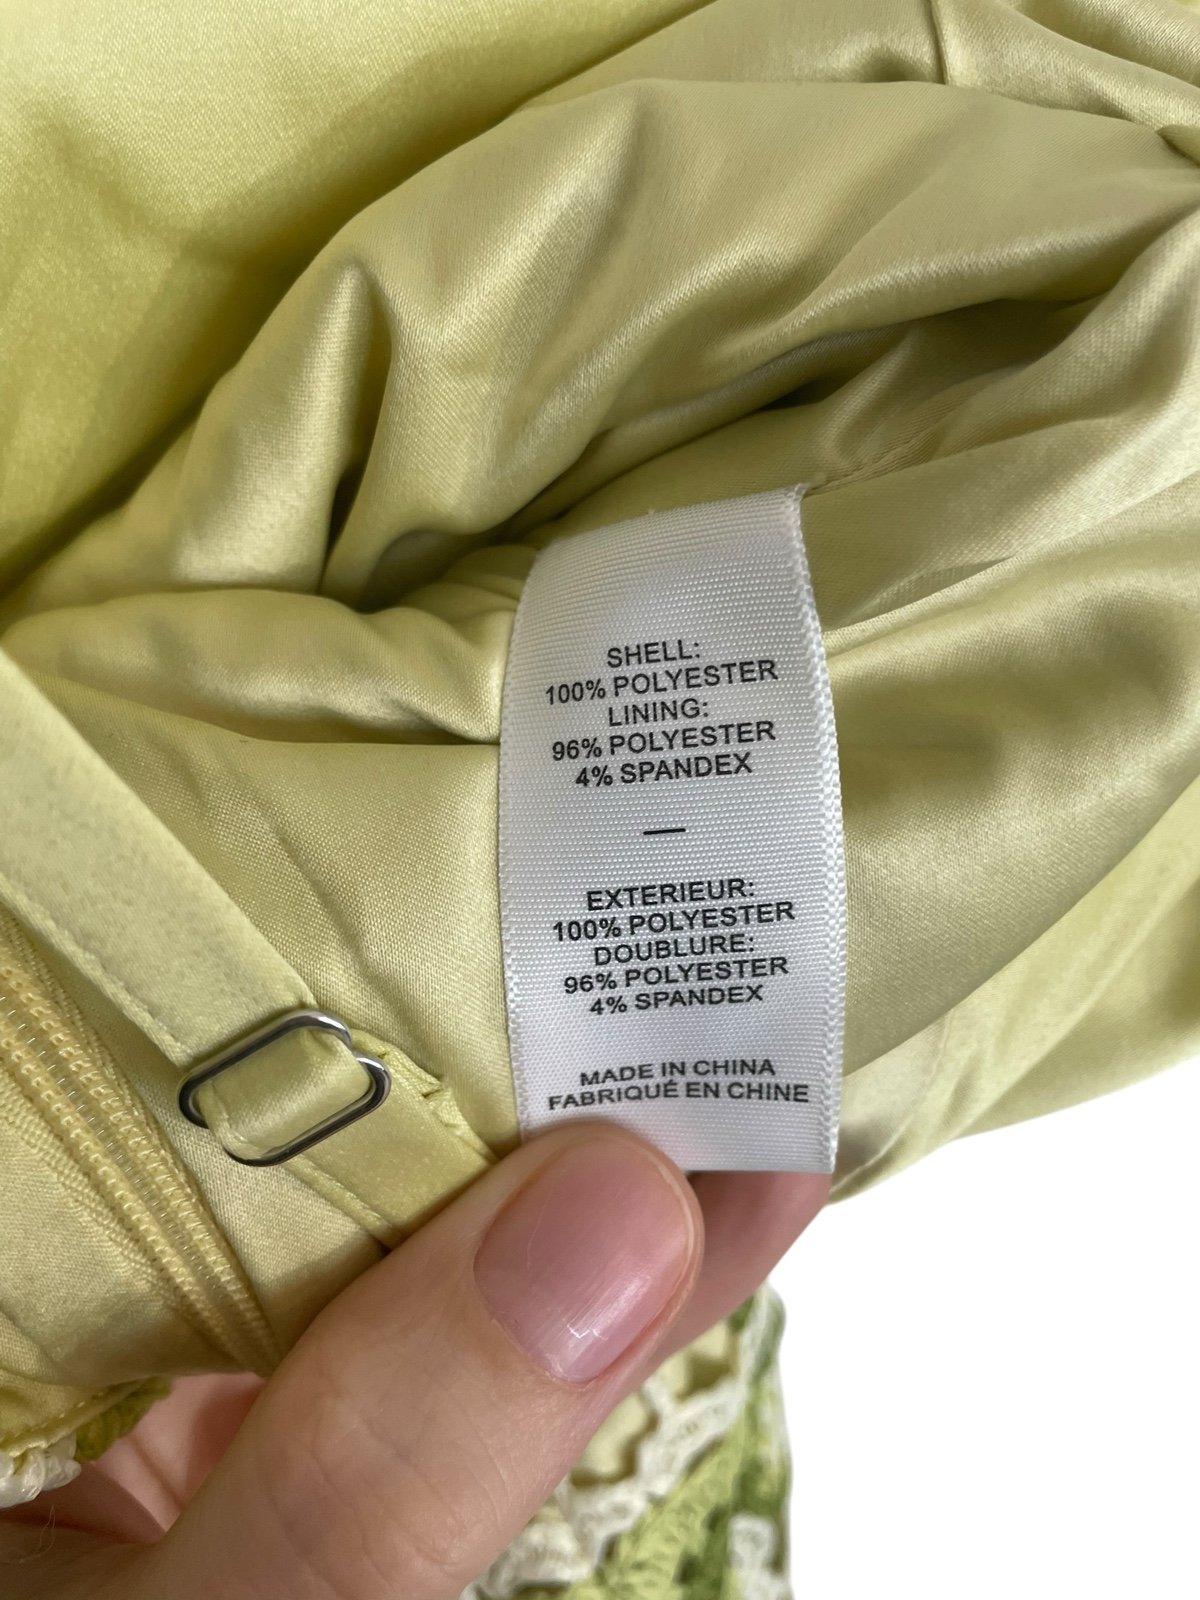 SHELL:
100% POLYESTER
LINING:
96% POLYESTER
4% SPANDEX
—
EXTERIEUR:
100% POLYESTER
DOUBLURE:
96% POLYESTER
4% SPANDEX
MADE IN CHINA
FABRIQUÉ EN CHINE